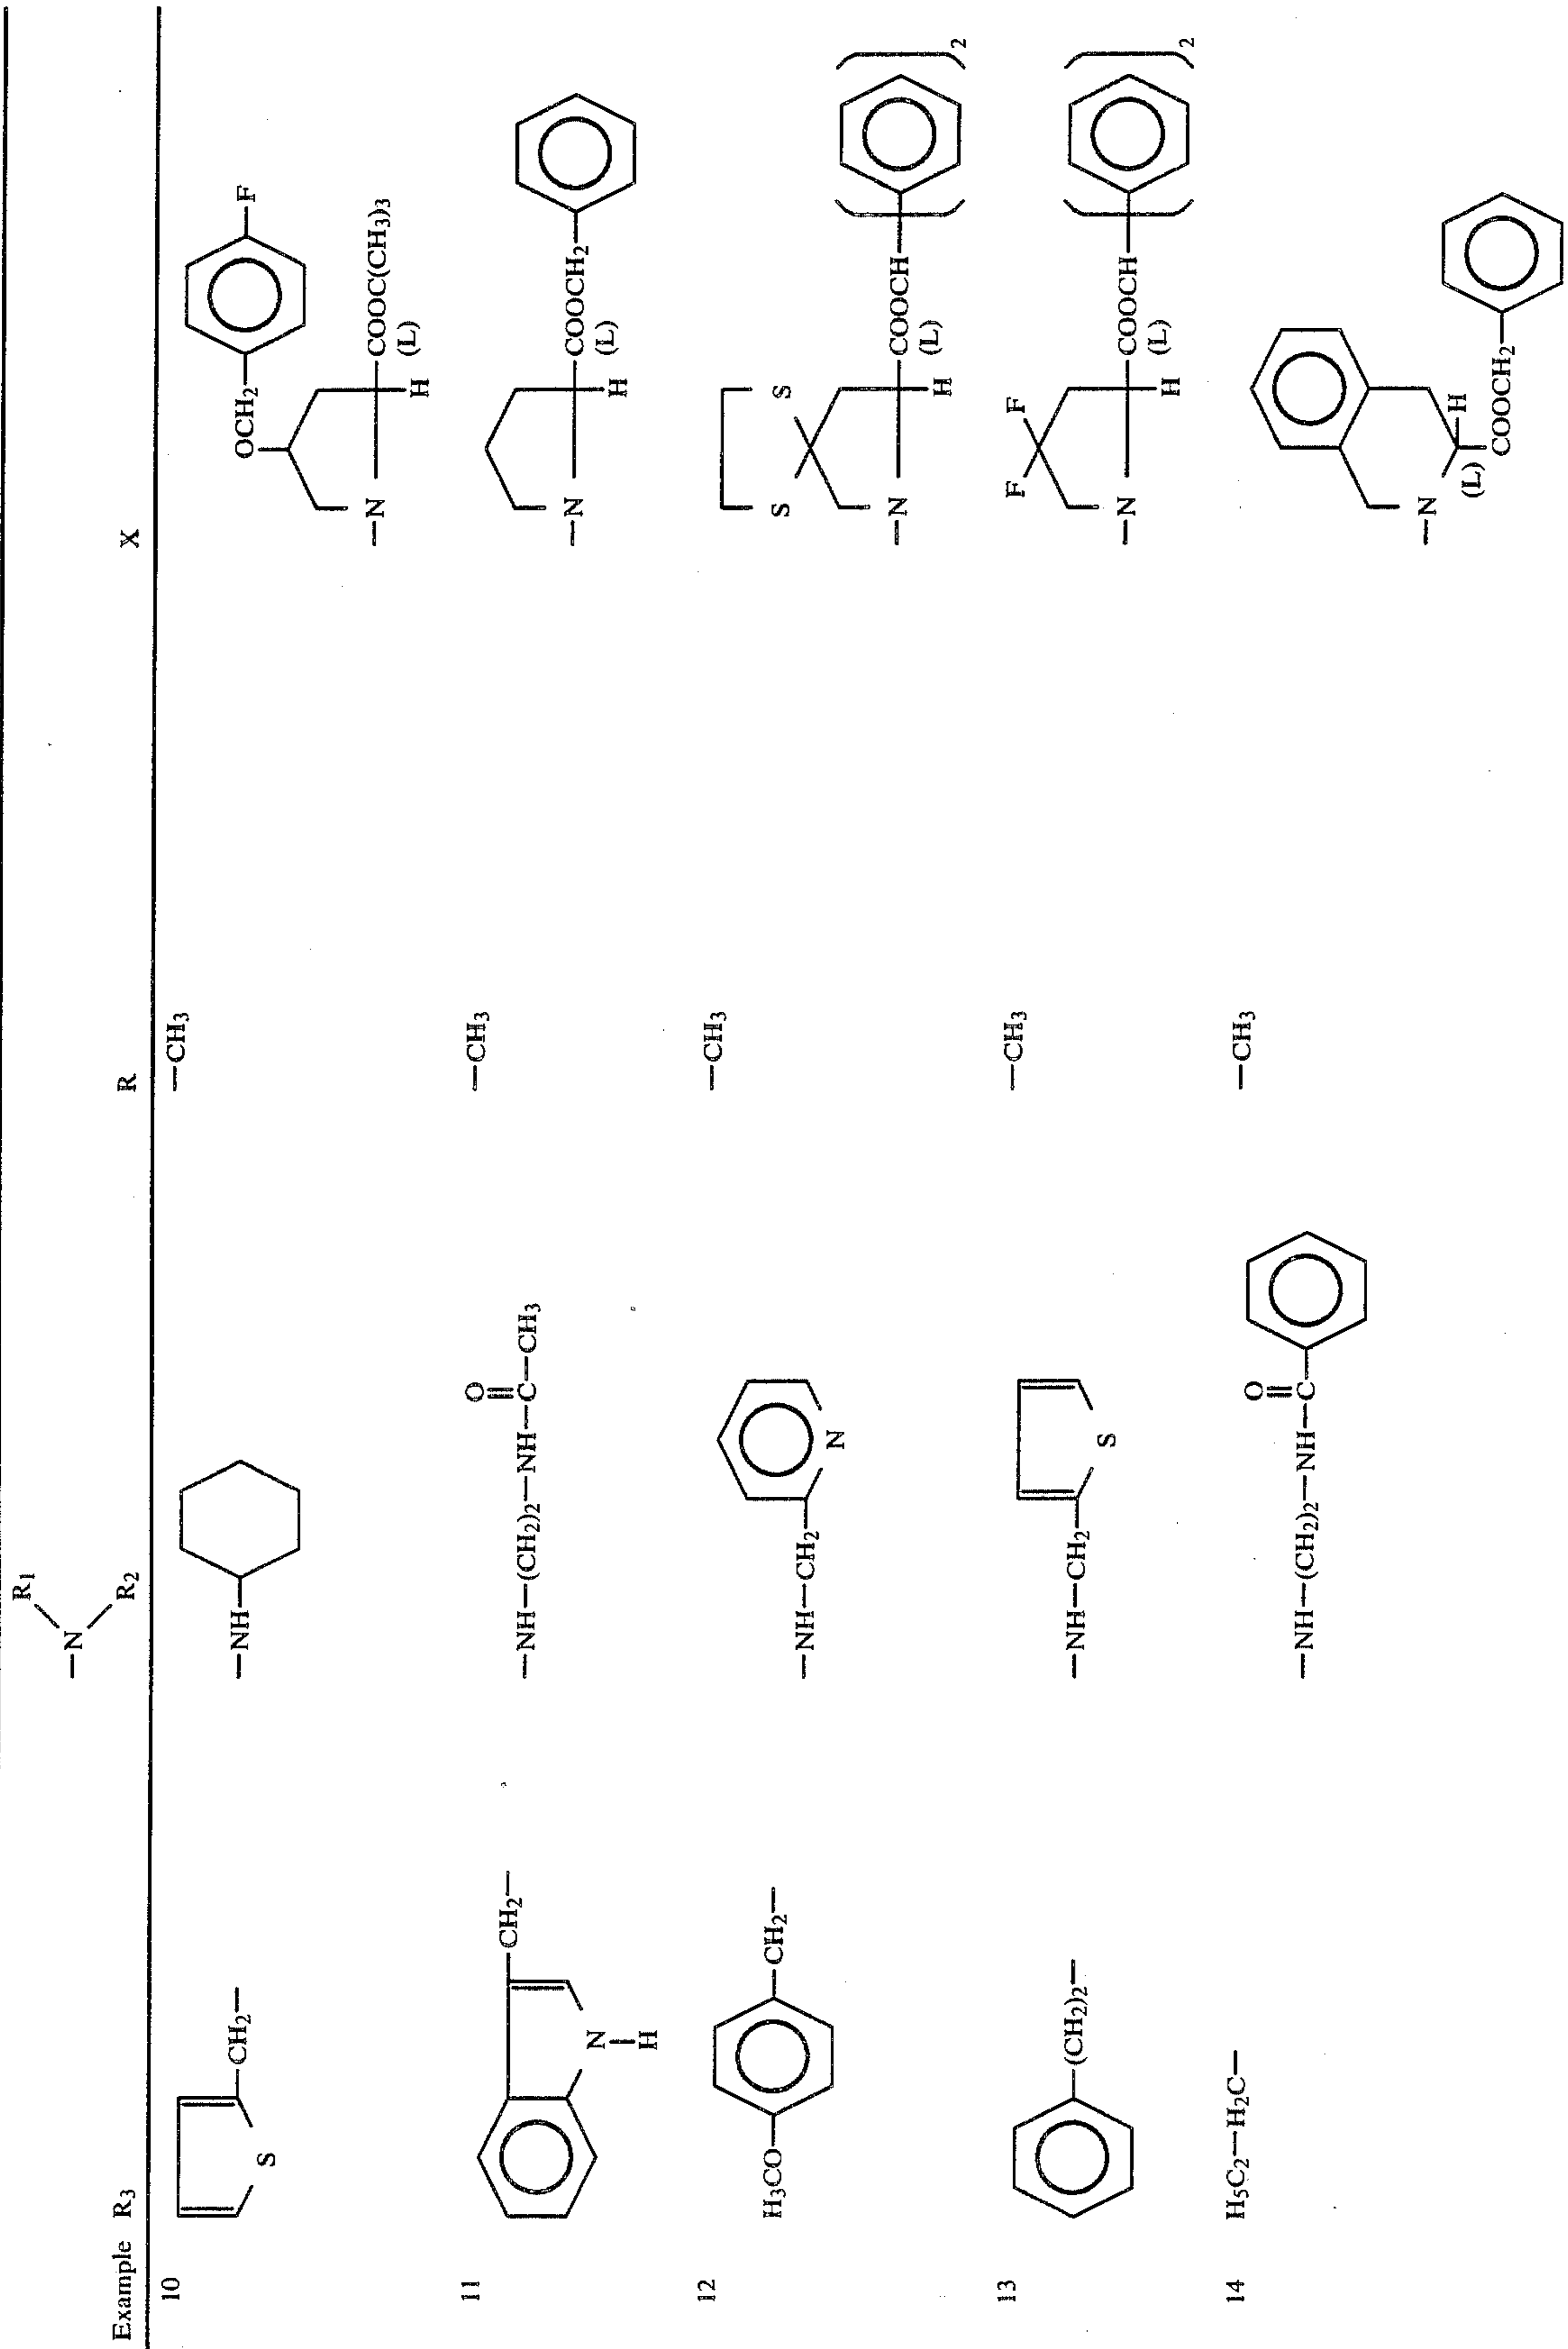 Example R3 —N R1 R2 R X
10 S —CH2— —NH— —CH3 OCH2— —F —N —COOC(CH3)3 (L) H
11 —CH2— N—H —NH—(CH2)2—NH—C—CH3 O —CH3 —N —COOCH2— (L) H
12 H3CO— —CH2— —NH—CH2— N —CH3 S S —N —COOCH— (L) H ( )2
13 —(CH2)2— —NH—CH2— S —CH3 F F —N —COOCH— (L) H ( )2
14 H5C2—H2C— —NH—(CH2)2—NH—C— O —CH3 —N (L) H COOCH2—